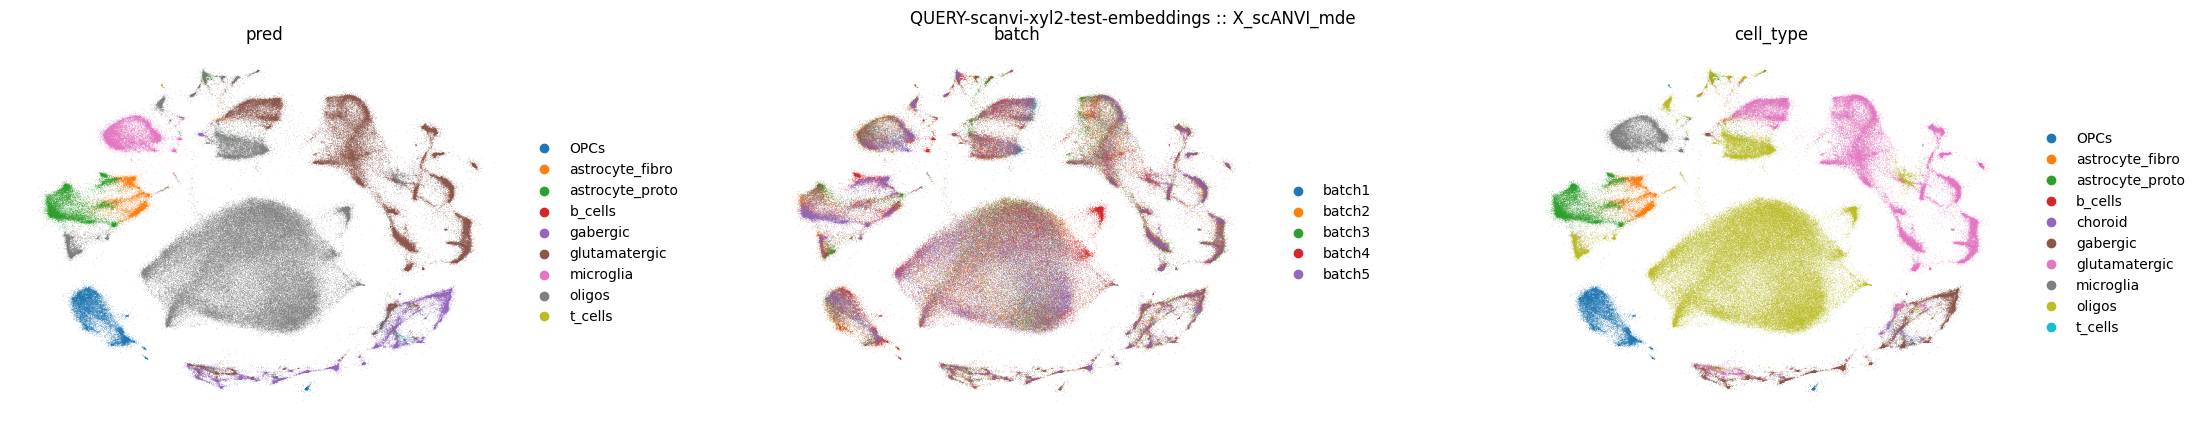 QUERY-scanvi-xyl2-test-embeddings :: X_scANVI_mde
pred
OPCs
astrocyte_fibro
astrocyte_proto
b_cells
gabergic
glutamatergic
microglia
oligos
t_cells
batch
batch1
batch2
batch3
batch4
batch5
cell_type
OPCs
astrocyte_fibro
astrocyte_proto
b_cells
choroid
gabergic
glutamatergic
microglia
oligos
t_cells